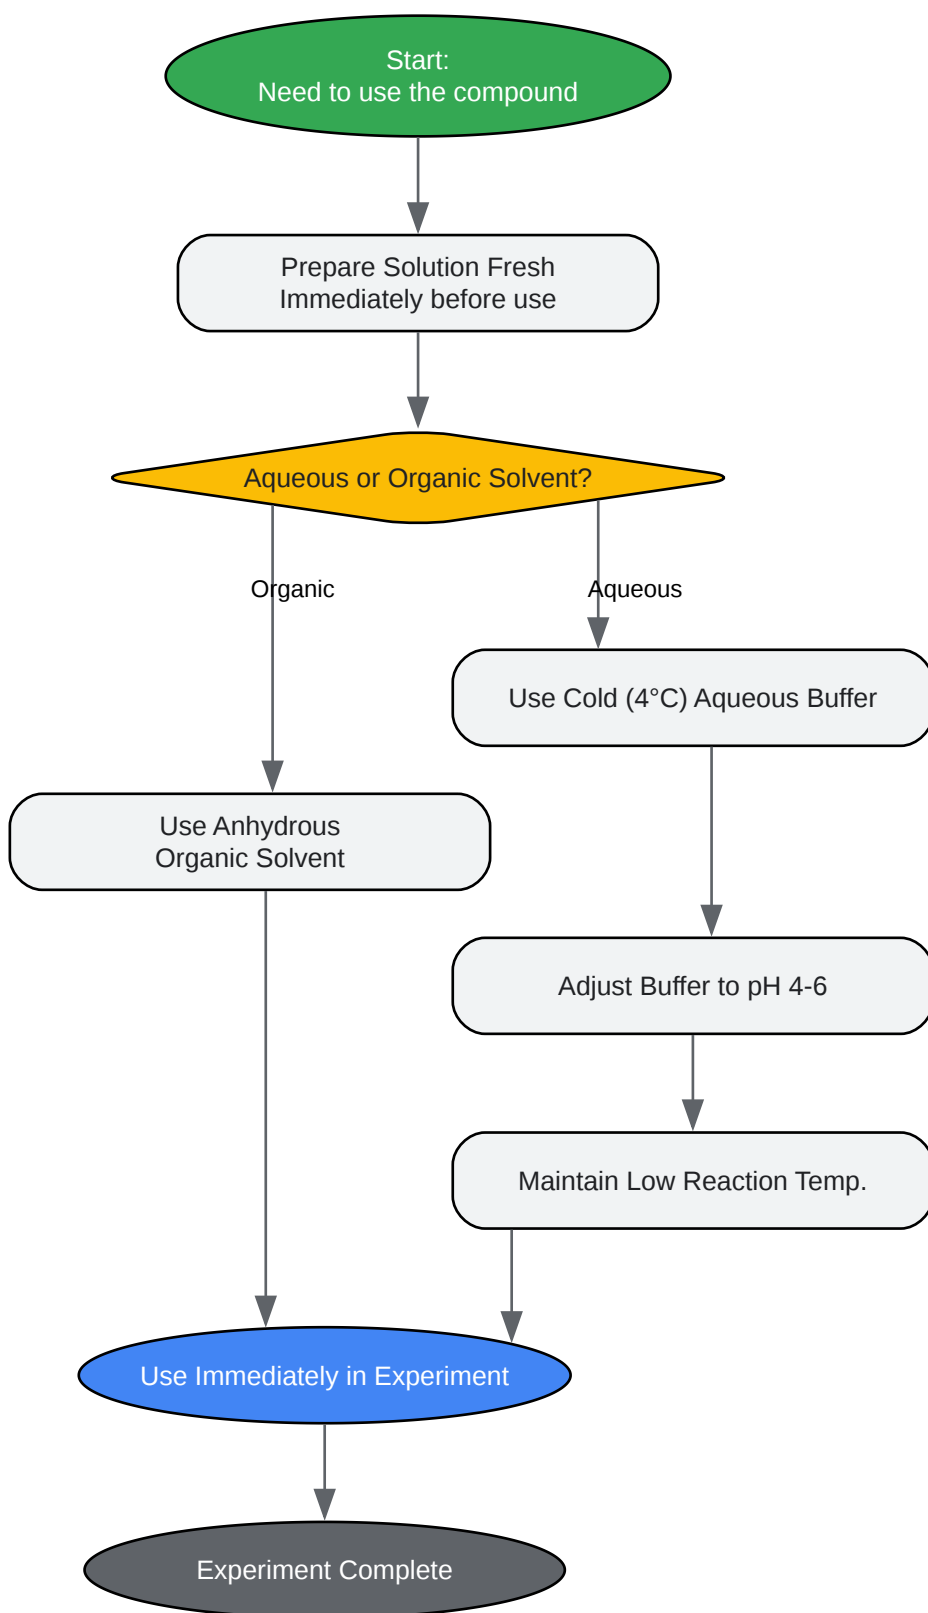 Start:
Need to use the compound
Prepare Solution Fresh
Immediately before use
Aqueous or Organic Solvent?
Organic
Aqueous
Use Cold (4°C) Aqueous Buffer
Use Anhydrous
Organic Solvent
Adjust Buffer to pH 4-6
Maintain Low Reaction Temp.
Use Immediately in Experiment
Experiment Complete